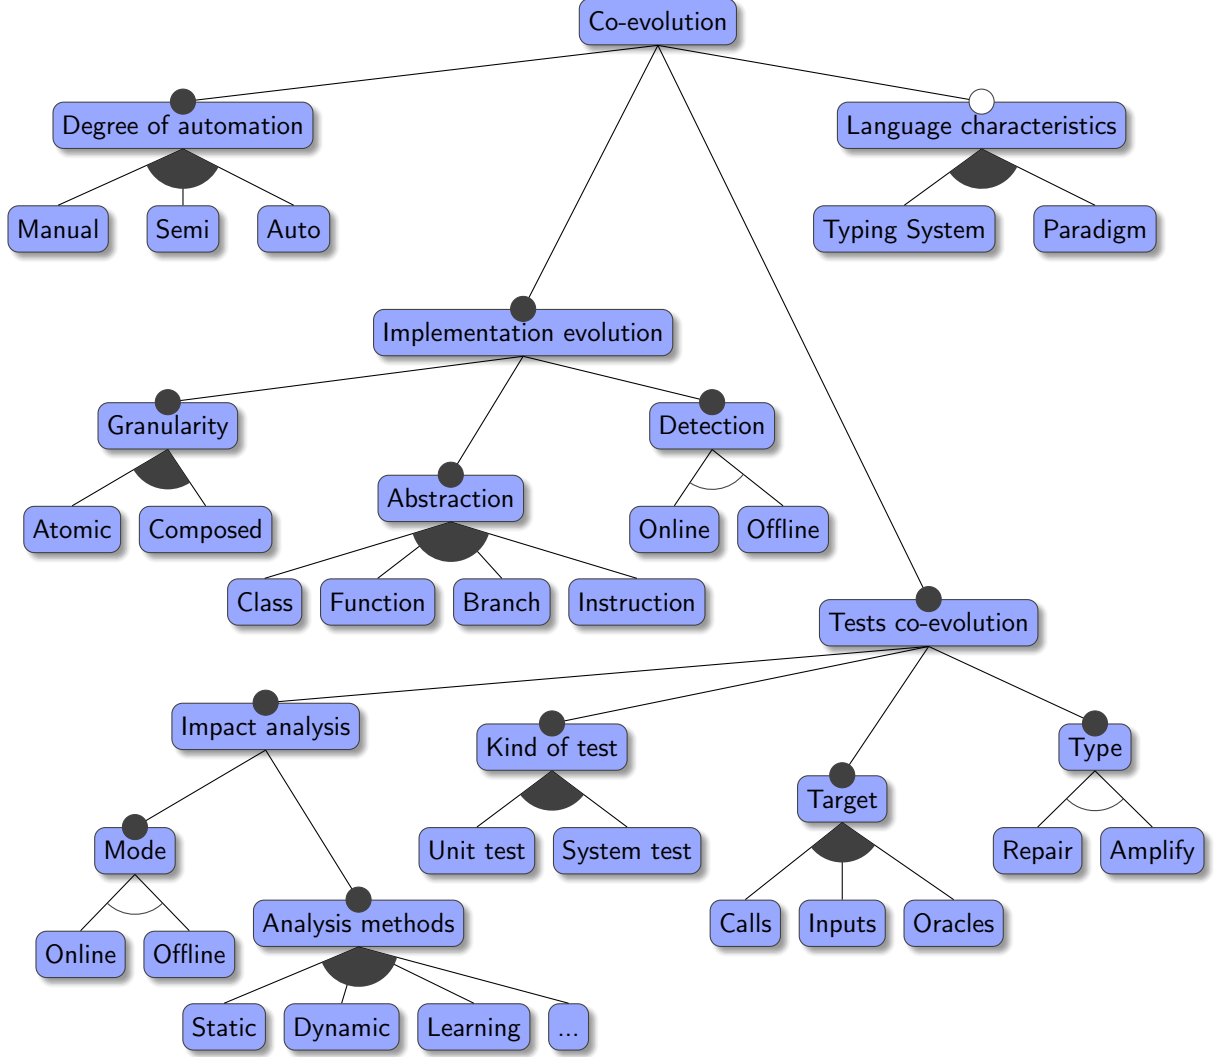 Co-evolution
Degree of automation
Language characteristics
Manual
Semi
Auto
Typing System
Paradigm
Implementation evolution
Granularity
Detection
Abstraction
Atomic
Composed
Online
Offline
Class
Function
Branch
Instruction
Tests co-evolution
Impact analysis
Kind of test
Type
Target
Mode
Unit test
System test
Repair
Amplify
Analysis methods
Calls
Inputs
Oracles
Online
Offline
Static
Dynamic
Learning
...